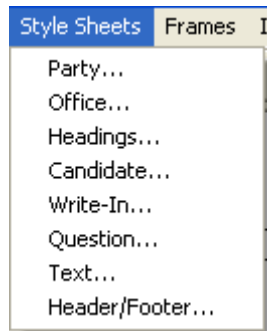 Style Sheets Frames
Party...
Office...
Headings...
Candidate...
Write-In...
Question...
Text...
Header/Footer...